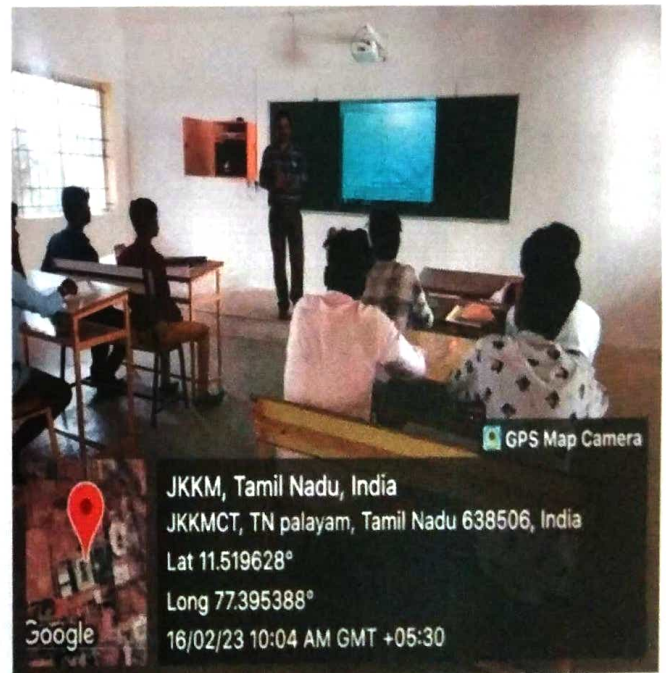 GPS Map Camera
JKKM, Tamil Nadu, India
JKKMCT, TN palayam, Tamil Nadu 638506, India
Lat 11.519628°
Long 77.395388°
Google
16/02/23 10:04 AM GMT +05:30